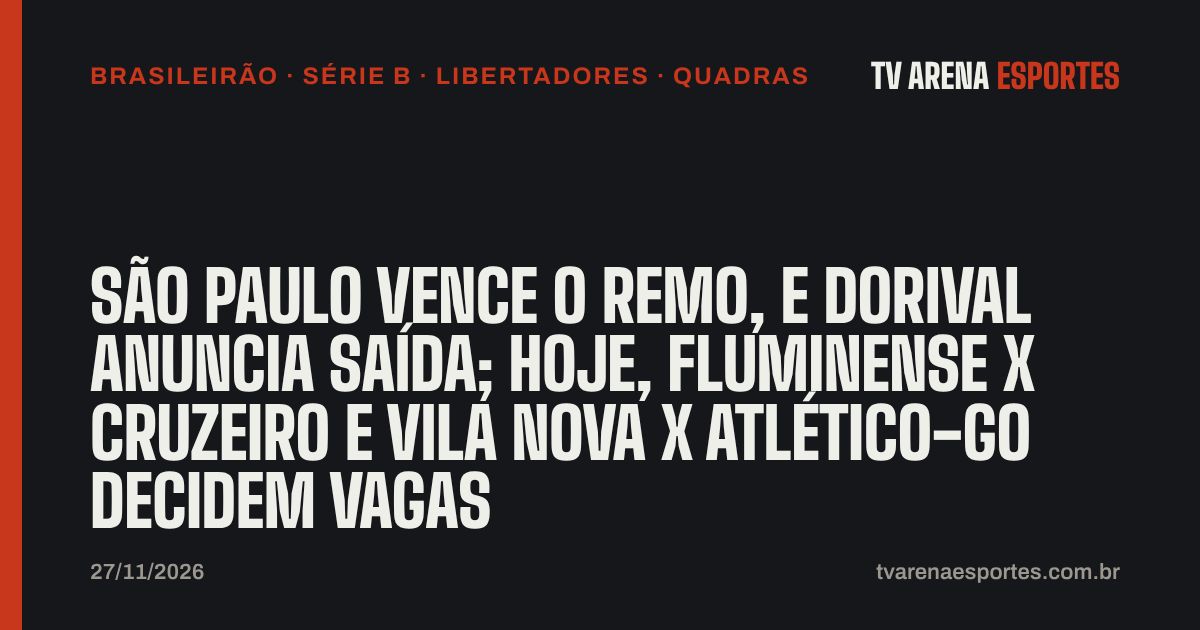 BRASILEIRÃO · SÉRIE B · LIBERTADORES · QUADRAS
TV ARENA ESPORTES
SÃO PAULO VENCE O REMO, E DORIVAL
ANUNCIA SAÍDA; HOJE, FLUMINENSE X
CRUZEIRO E VILA NOVA X ATLÉTICO-GO
DECIDEM VAGAS
27/11/2026
tvarenaesportes.com.br